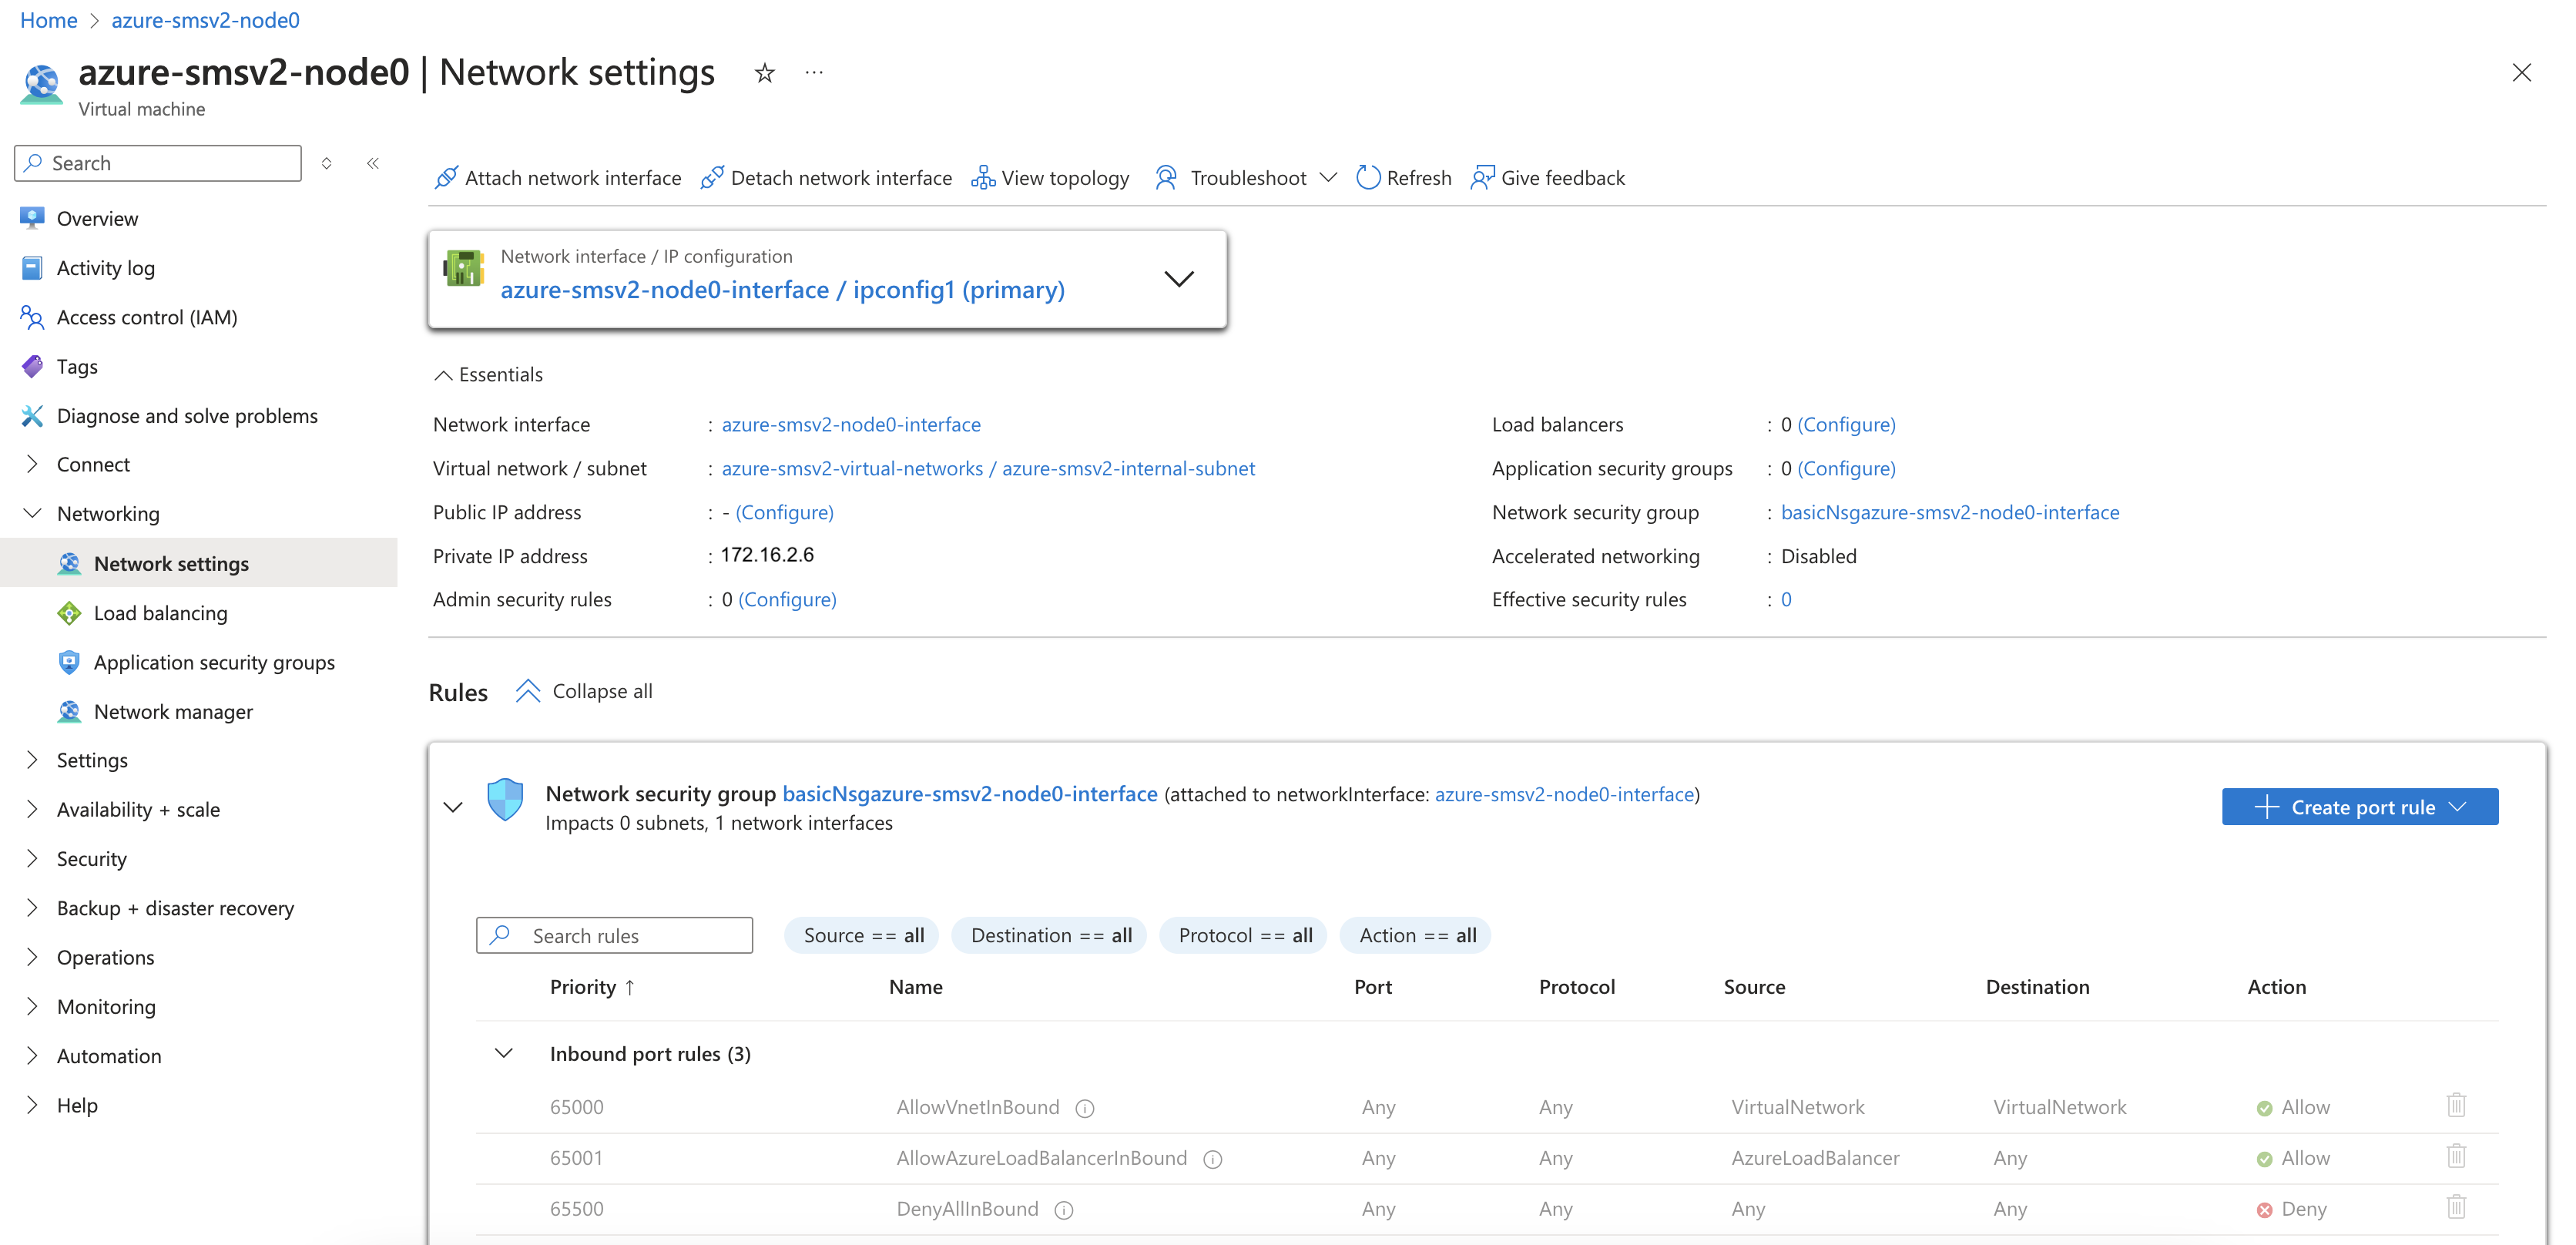 Home > azure-smsv2-node0
azure-smsv2-node0 | Network settings
Virtual machine
Search
Overview
Activity log
Access control (IAM)
Tags
Diagnose and solve problems
Connect
Networking
Network settings
Load balancing
Application security groups
Network manager
Settings
Availability + scale
Security
Backup + disaster recovery
Operations
Monitoring
Automation
Help
Attach network interface Detach network interface View topology Troubleshoot Refresh Give feedback
Network interface / IP configuration
azure-smsv2-node0-interface / ipconfig1 (primary)
Essentials
Network interface : azure-smsv2-node0-interface
Virtual network / subnet : azure-smsv2-virtual-networks / azure-smsv2-internal-subnet
Public IP address : - (Configure)
Private IP address : 172.16.2.6
Admin security rules : 0 (Configure)
Load balancers : 0 (Configure)
Application security groups : 0 (Configure)
Network security group : basicNsgazure-smsv2-node0-interface
Accelerated networking : Disabled
Effective security rules : 0
Rules Collapse all
Network security group basicNsgazure-smsv2-node0-interface (attached to networkInterface: azure-smsv2-node0-interface)
Impacts 0 subnets, 1 network interfaces
Create port rule
Search rules Source == all Destination == all Protocol == all Action == all
Priority ↑ Name Port Protocol Source Destination Action
Inbound port rules (3)
65000 AllowVnetInBound Any Any VirtualNetwork VirtualNetwork Allow
65001 AllowAzureLoadBalancerInBound Any Any AzureLoadBalancer Any Allow
65500 DenyAllInBound Any Any Any Any Deny